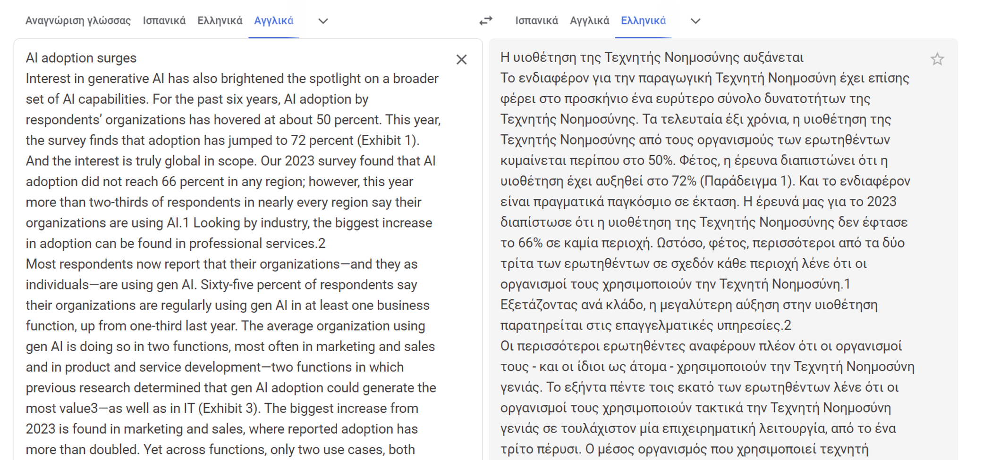 Αναγνώριση γλώσσας Ισπανικά Ελληνικά Αγγλικά
Ισπανικά Αγγλικά Ελληνικά
AI adoption surges
Interest in generative AI has also brightened the spotlight on a broader
set of AI capabilities. For the past six years, AI adoption by
respondents’ organizations has hovered at about 50 percent. This year,
the survey finds that adoption has jumped to 72 percent (Exhibit 1).
And the interest is truly global in scope. Our 2023 survey found that AI
adoption did not reach 66 percent in any region; however, this year
more than two-thirds of respondents in nearly every region say their
organizations are using AI.1 Looking by industry, the biggest increase
in adoption can be found in professional services.2
Most respondents now report that their organizations—and they as
individuals—are using gen AI. Sixty-five percent of respondents say
their organizations are regularly using gen AI in at least one business
function, up from one-third last year. The average organization using
gen AI is doing so in two functions, most often in marketing and sales
and in product and service development—two functions in which
previous research determined that gen AI adoption could generate the
most value3—as well as in IT (Exhibit 3). The biggest increase from
2023 is found in marketing and sales, where reported adoption has
more than doubled. Yet across functions, only two use cases, both
Η υιοθέτηση της Τεχνητής Νοημοσύνης αυξάνεται
Το ενδιαφέρον για την παραγωγική Τεχνητή Νοημοσύνη έχει επίσης
φέρει στο προσκήνιο ένα ευρύτερο σύνολο δυνατοτήτων της
Τεχνητής Νοημοσύνης. Τα τελευταία έξι χρόνια, η υιοθέτηση της
Τεχνητής Νοημοσύνης από τους οργανισμούς των ερωτηθέντων
κυμαίνεται περίπου στο 50%. Φέτος, η έρευνα διαπιστώνει ότι η
υιοθέτηση έχει αυξηθεί στο 72% (Παράδειγμα 1). Και το ενδιαφέρον
είναι πραγματικά παγκόσμιο σε έκταση. Η έρευνά μας για το 2023
διαπίστωσε ότι η υιοθέτηση της Τεχνητής Νοημοσύνης δεν έφτασε
το 66% σε καμία περιοχή. Ωστόσο, φέτος, περισσότεροι από τα δύο
τρίτα των ερωτηθέντων σε σχεδόν κάθε περιοχή λένε ότι οι
οργανισμοί τους χρησιμοποιούν την Τεχνητή Νοημοσύνη.1
Εξετάζοντας ανά κλάδο, η μεγαλύτερη αύξηση στην υιοθέτηση
παρατηρείται στις επαγγελματικές υπηρεσίες.2
Οι περισσότεροι ερωτηθέντες αναφέρουν πλέον ότι οι οργανισμοί
τους - και οι ίδιοι ως άτομα - χρησιμοποιούν την Τεχνητή Νοημοσύνη
γενιάς. Το εξήντα πέντε τοις εκατό των ερωτηθέντων λένε ότι οι
οργανισμοί τους χρησιμοποιούν τακτικά την Τεχνητή Νοημοσύνη
γενιάς σε τουλάχιστον μία επιχειρηματική λειτουργία, από το ένα
τρίτο πέρυσι. Ο μέσος οργανισμός που χρησιμοποιεί τεχνητή